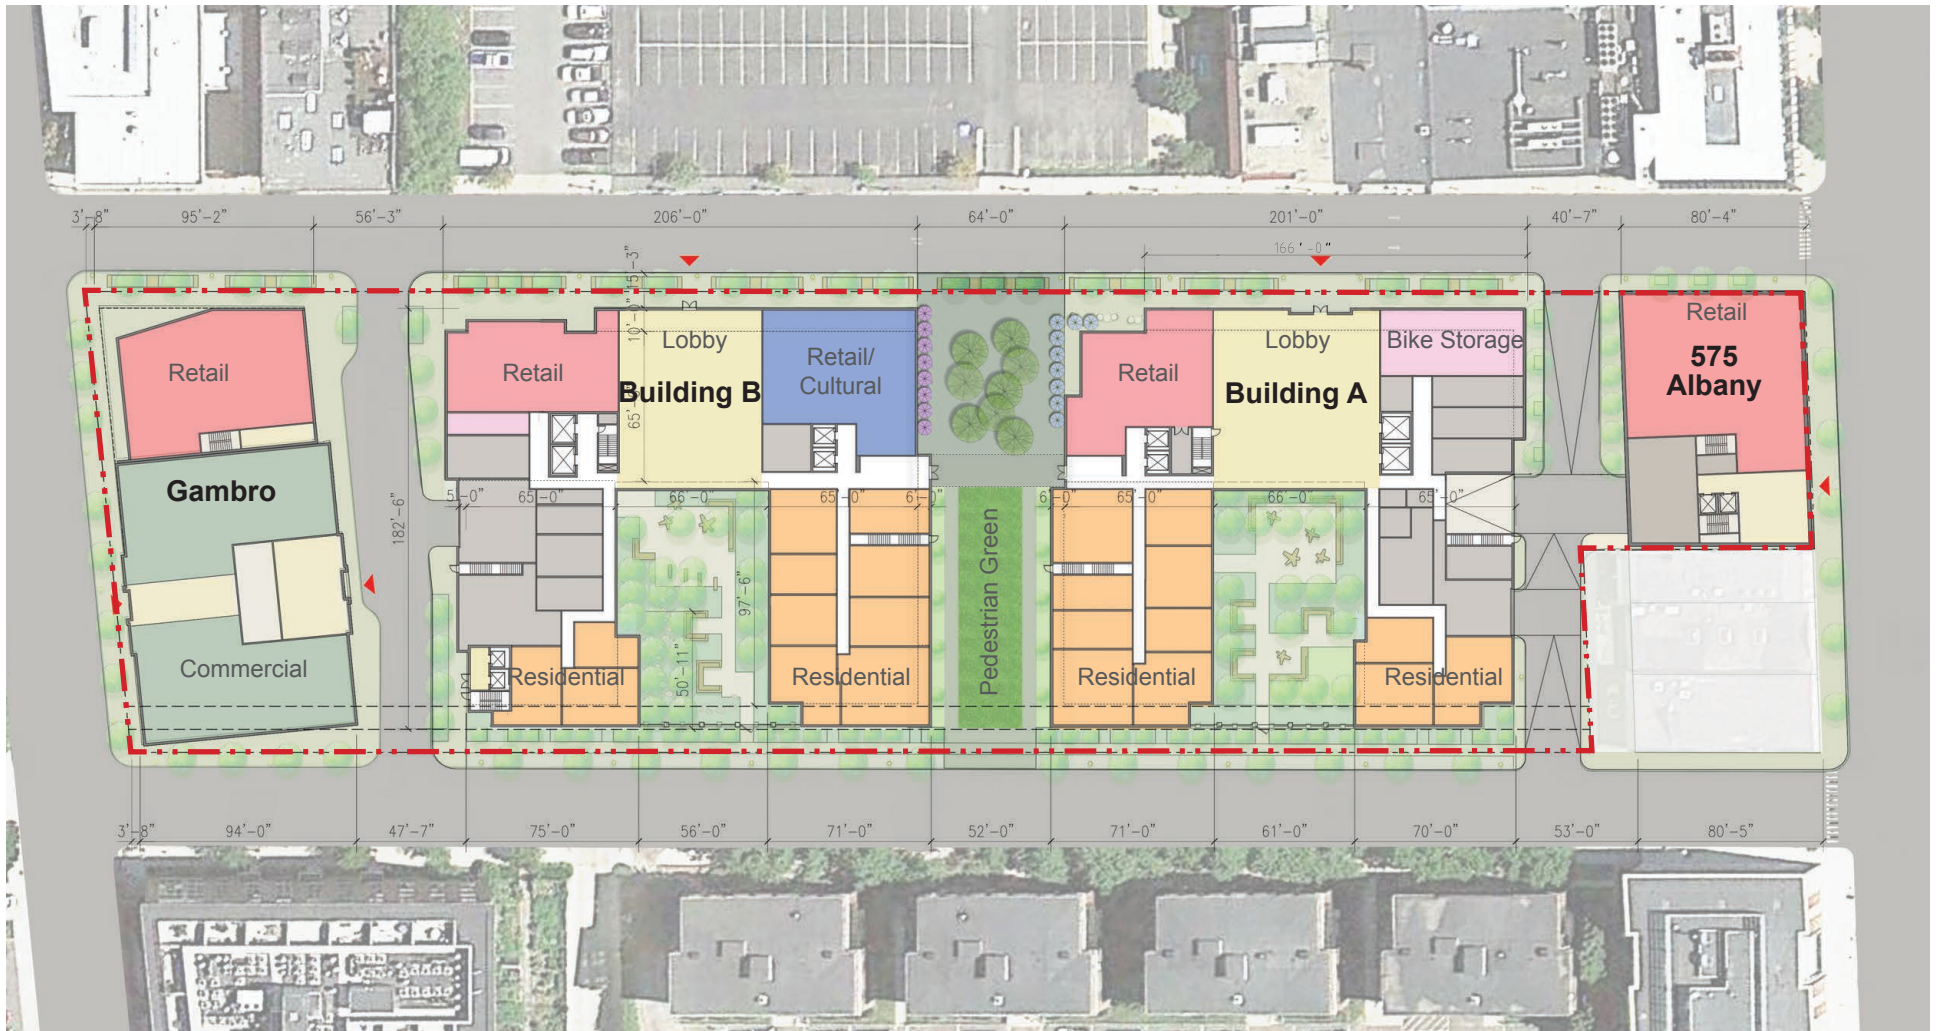 3'-8" 95'-2" 56'-3" 206'-0" 64'-0" 201'-0" 40'-7" 80'-4"
166'-0"
15'-3"
10'-0"
65'-
Retail
Gambro
Commercial
Retail
Lobby
Building B
Retail/
Cultural
Retail
Lobby
Building A
Bike Storage
Retail
575
Albany
182'-6"
5'-0" 65'-0" 66'-0" 65'-0" 6'-0" 6'-0" 65'-0" 66'-0" 65'-0"
97'-6"
50'-11"
Pedestrian Green
Residential
Residential
Residential
Residential
3'-8" 94'-0" 47'-7" 75'-0" 56'-0" 71'-0" 52'-0" 71'-0" 61'-0" 70'-0" 53'-0" 80'-5"